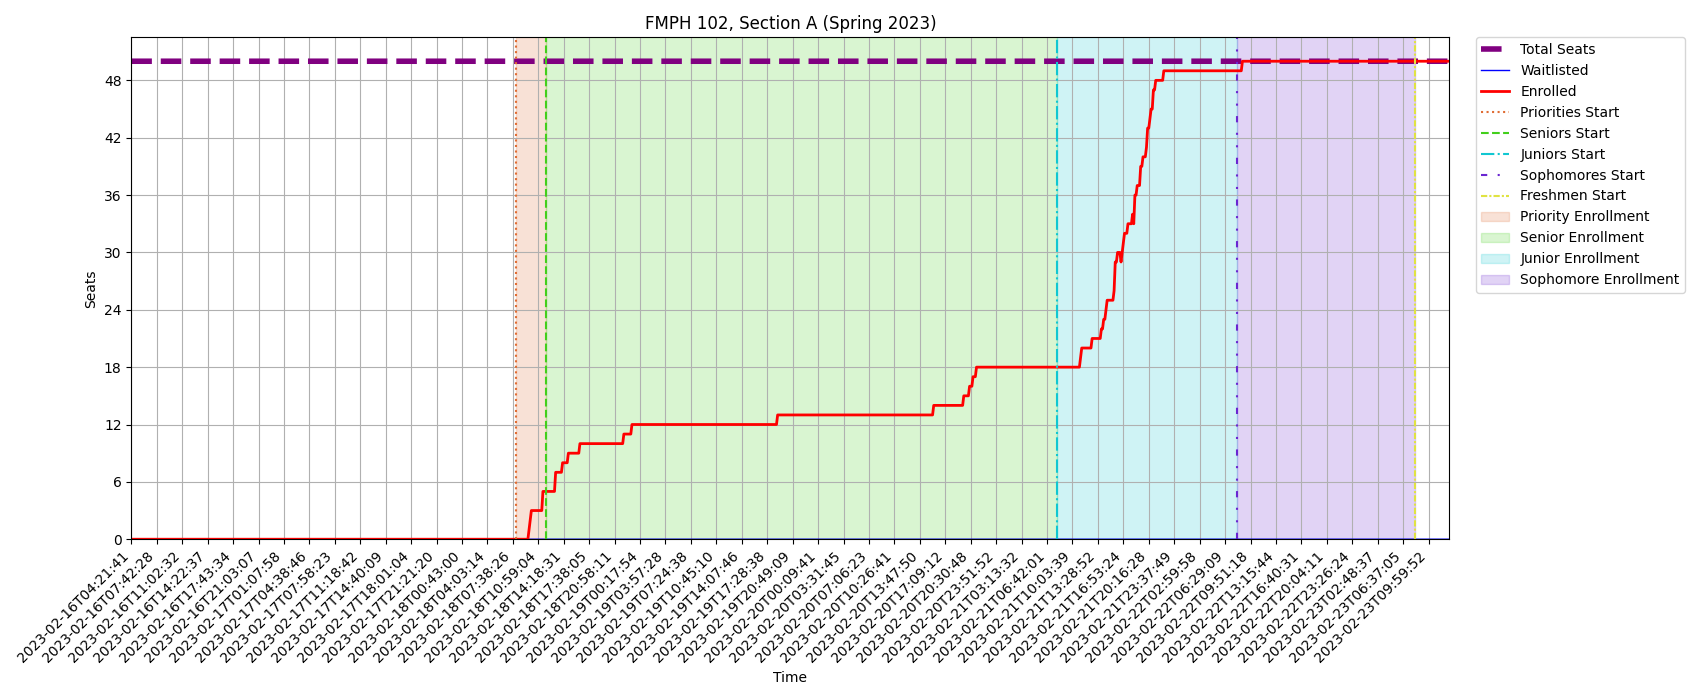 FMPH 102, Section A (Spring 2023)
Total Seats
Waitlisted
Enrolled
Priorities Start
Seniors Start
Juniors Start
Sophomores Start
Freshmen Start
Priority Enrollment
Senior Enrollment
Junior Enrollment
Sophomore Enrollment
Seats
48
42
36
30
24
18
12
6
0
2023-02-16T04:21:41
2023-02-16T07:42:28
2023-02-16T11:02:32
2023-02-16T14:22:37
2023-02-16T17:43:34
2023-02-16T21:03:07
2023-02-17T01:07:58
2023-02-17T04:38:46
2023-02-17T07:58:23
2023-02-17T11:18:42
2023-02-17T14:40:09
2023-02-17T18:01:04
2023-02-17T21:21:20
2023-02-18T00:43:00
2023-02-18T04:03:14
2023-02-18T07:38:26
2023-02-18T10:59:04
2023-02-18T14:18:31
2023-02-18T17:38:05
2023-02-18T20:58:11
2023-02-19T00:17:54
2023-02-19T03:57:28
2023-02-19T07:24:38
2023-02-19T10:45:10
2023-02-19T14:07:46
2023-02-19T17:28:38
2023-02-19T20:49:09
2023-02-20T00:09:41
2023-02-20T03:31:45
2023-02-20T07:06:23
2023-02-20T10:26:41
2023-02-20T13:47:50
2023-02-20T17:09:12
2023-02-20T20:30:48
2023-02-20T23:51:52
2023-02-21T03:13:32
2023-02-21T06:42:01
2023-02-21T10:03:39
2023-02-21T13:28:52
2023-02-21T16:53:24
2023-02-21T20:16:28
2023-02-21T23:37:49
2023-02-22T02:59:58
2023-02-22T06:29:09
2023-02-22T09:51:18
2023-02-22T13:15:44
2023-02-22T16:40:31
2023-02-22T20:04:11
2023-02-22T23:26:24
2023-02-23T02:48:37
2023-02-23T06:37:05
2023-02-23T09:59:52
Time